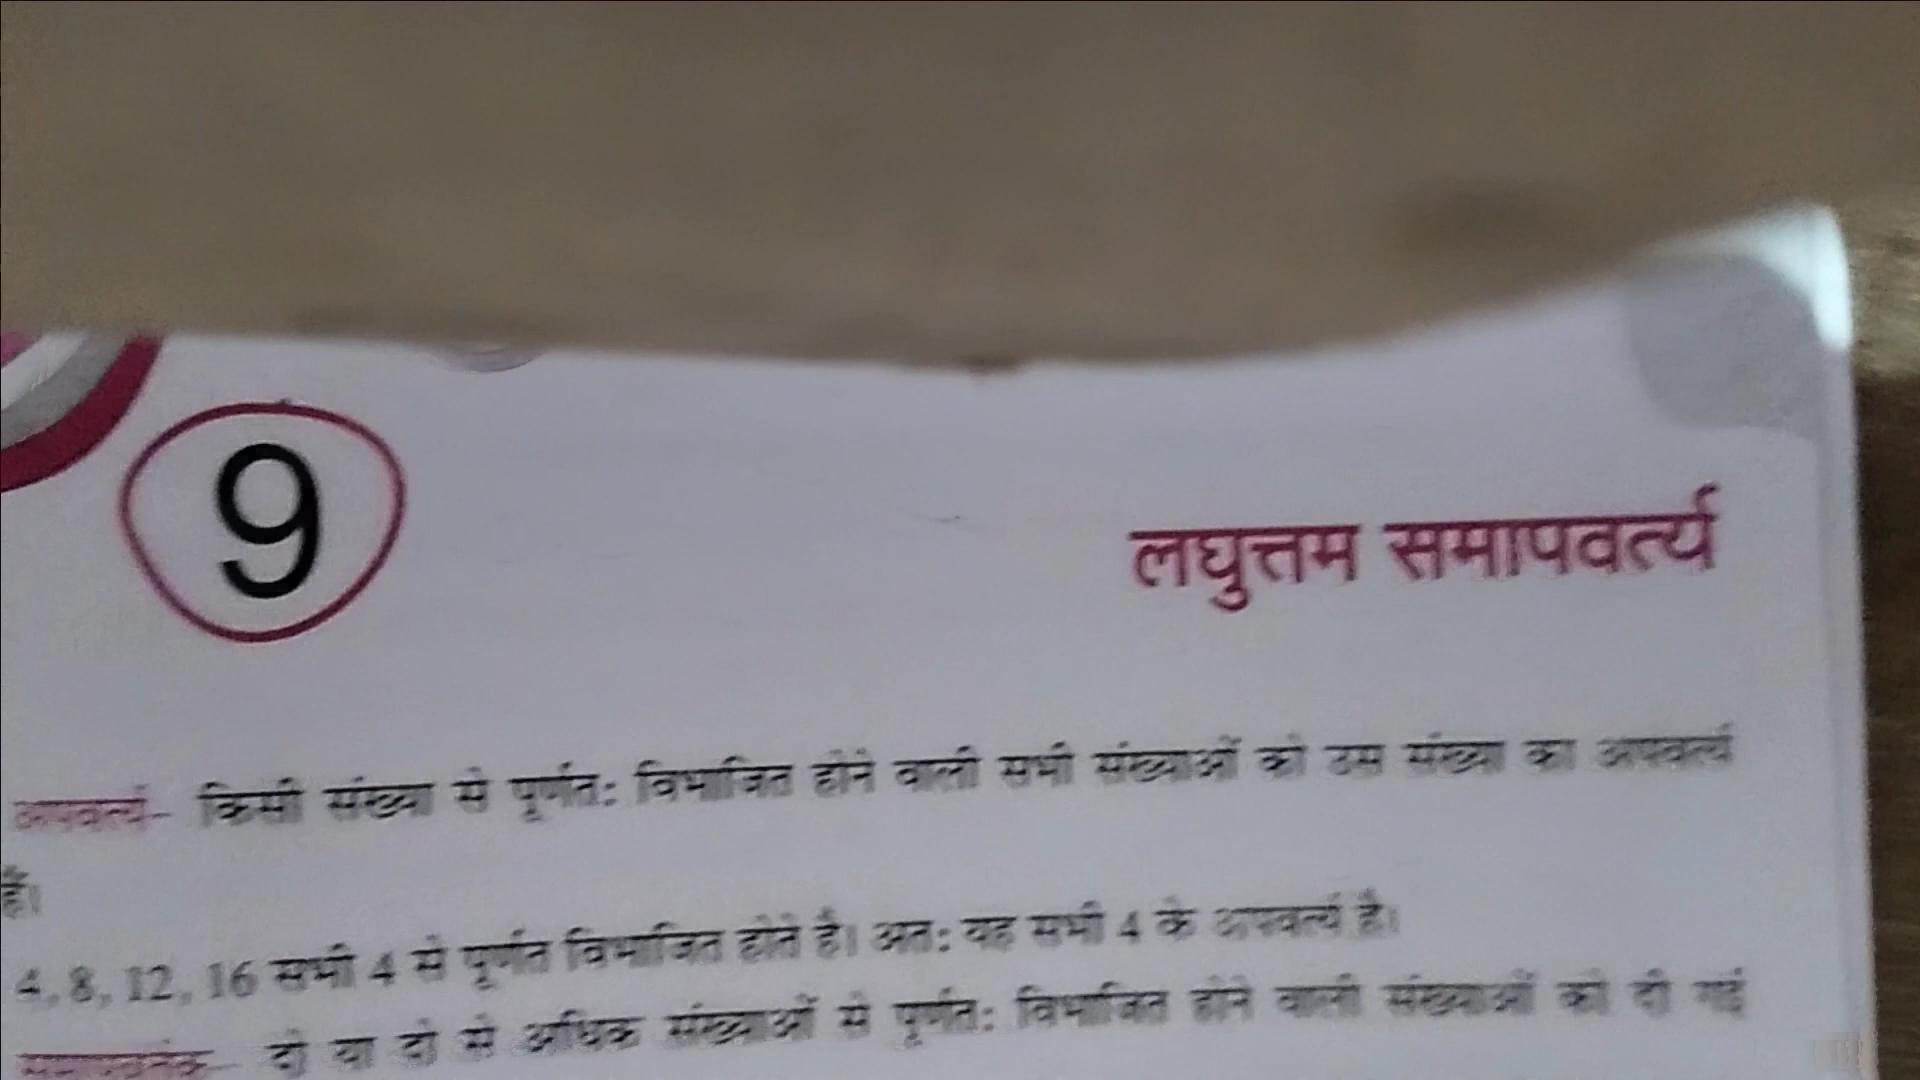 9
लघुत्तम समापवर्त्य
अपवर्त्य- किसी संख्या से पूर्णत: विभाजित होने वाली सभी संख्याओं को उस संख्या का अपवर्त्य
हैं।
4, 8, 12, 16 सभी 4 से पूर्णत विभाजित होते है। अत: यह सभी 4 के अपवर्त्य है।
दो या दो से अधिक संख्याओं से पूर्णत: विभाजित होने वाली संख्याओं को दी गई